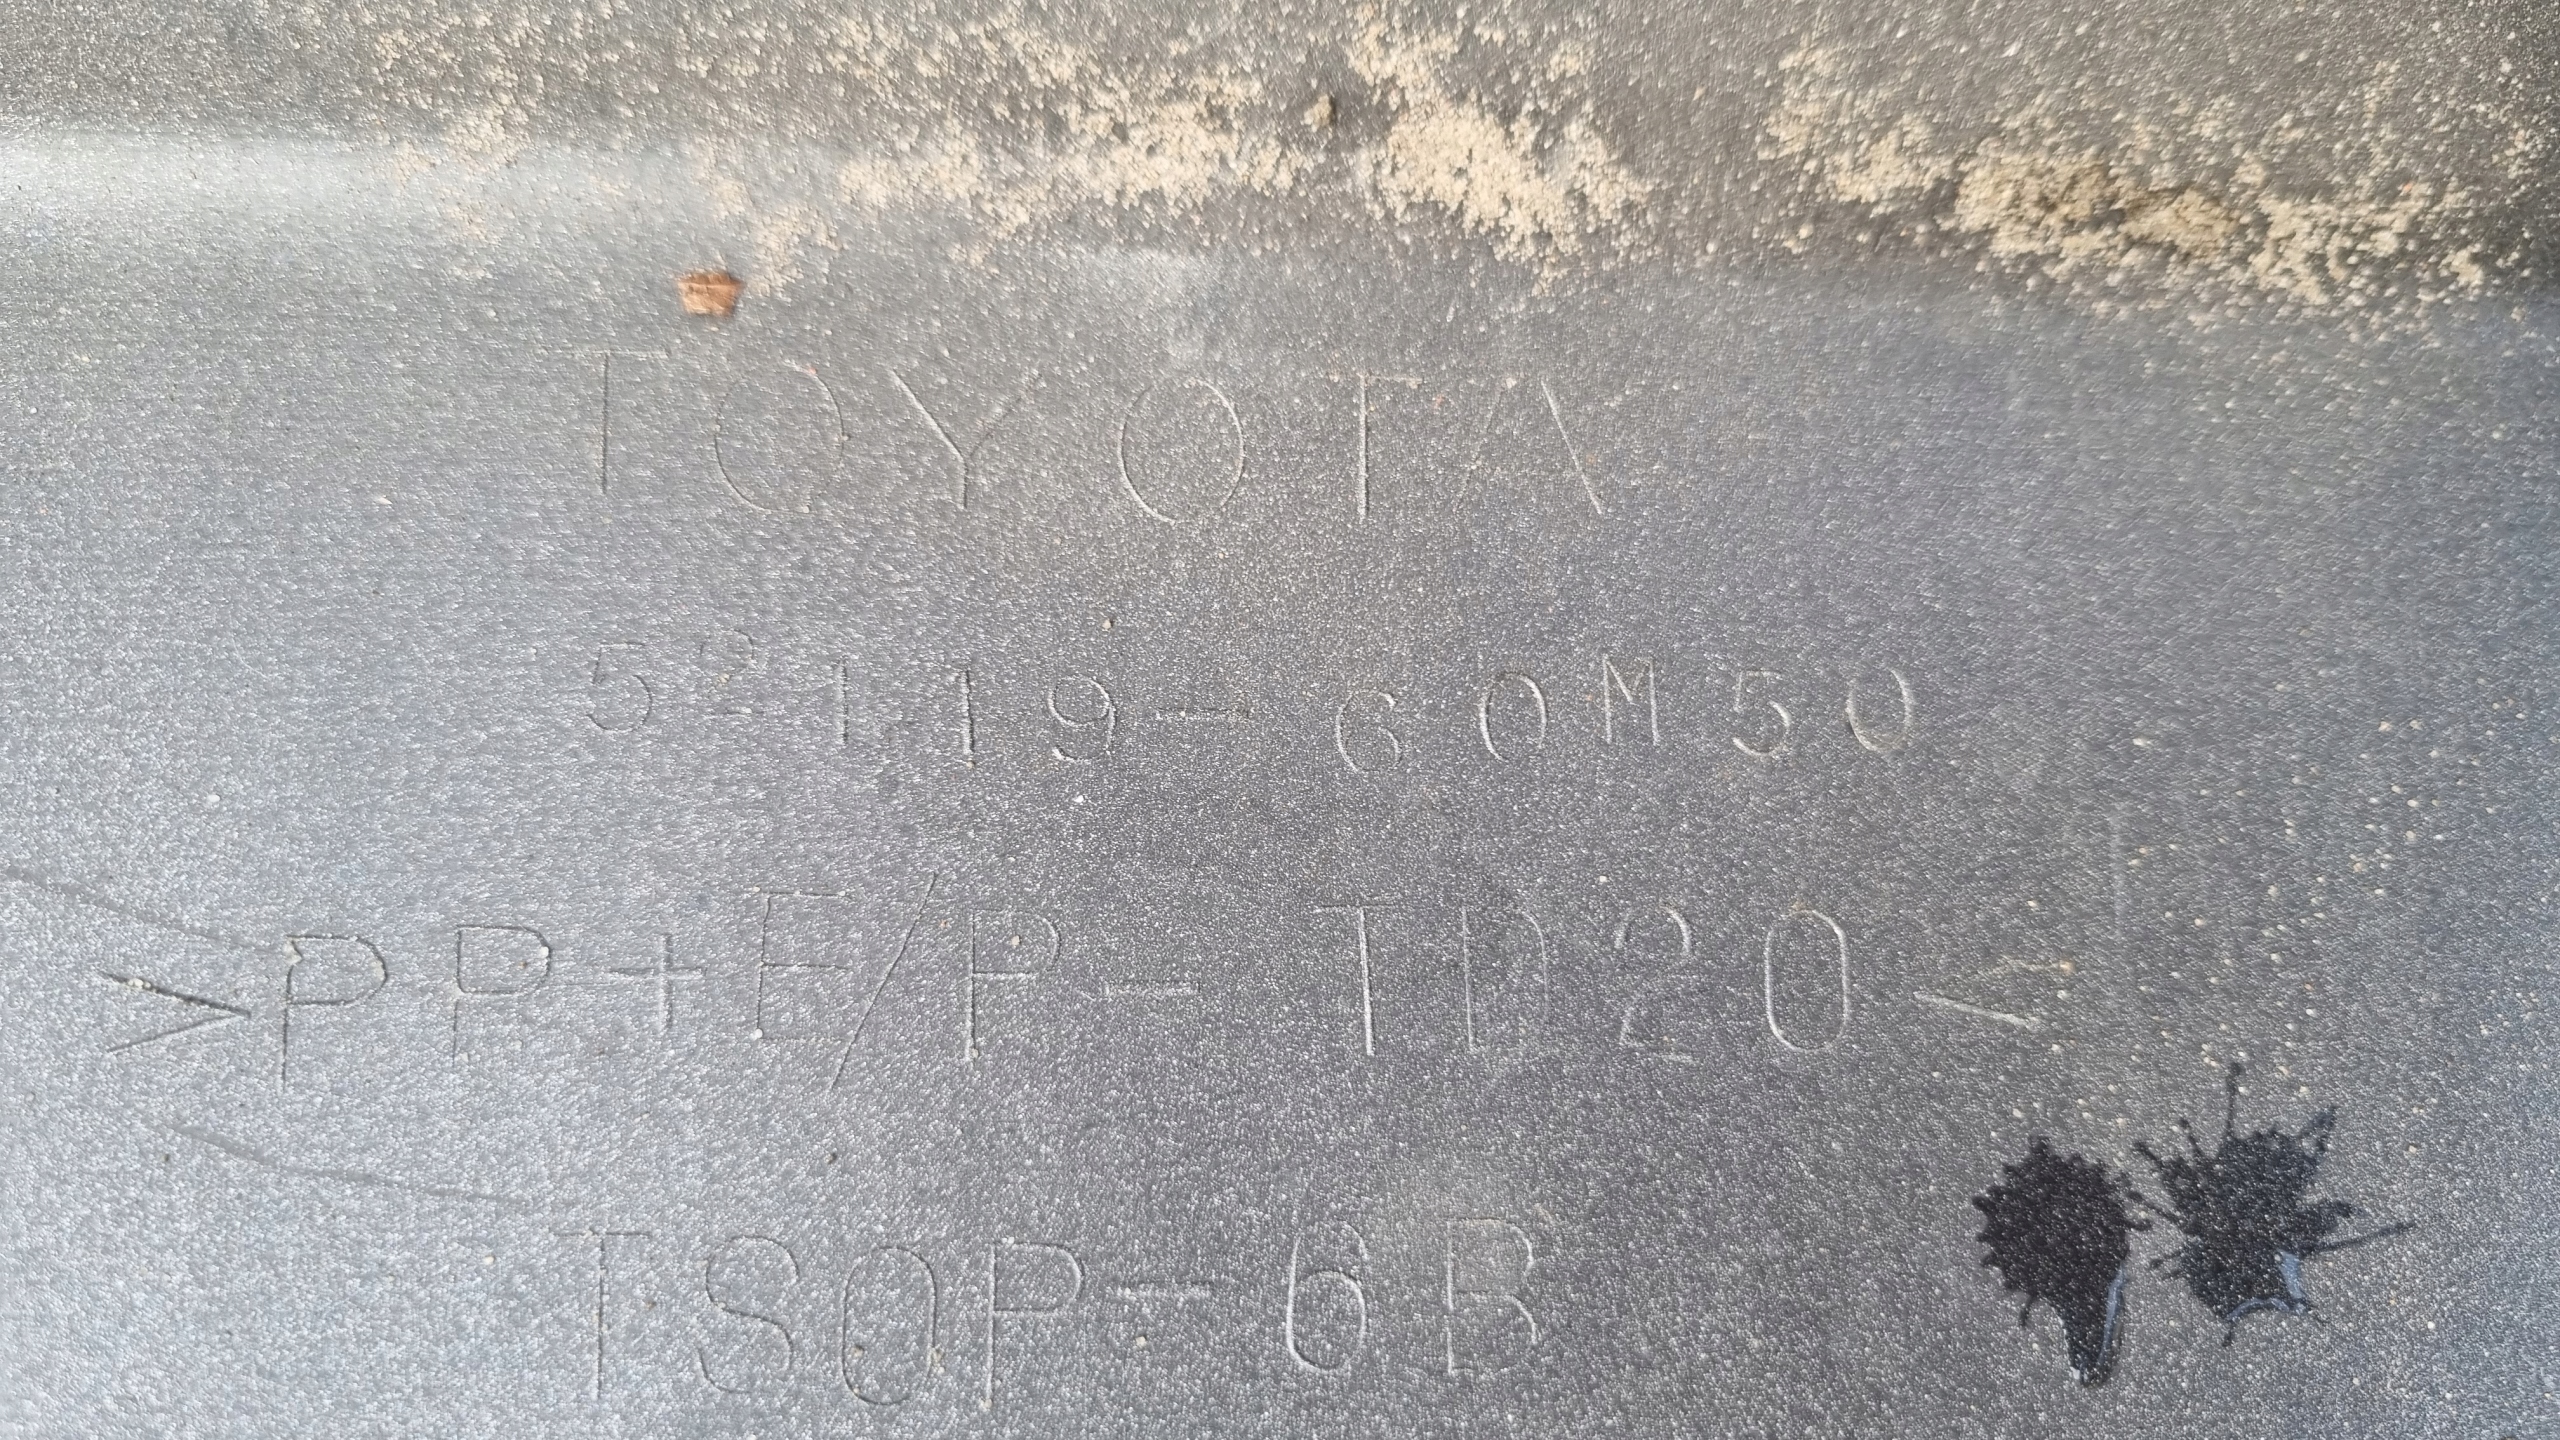 TOYOTA
52119-60M50
>PP+E/P-TD20<
TSOP-6B